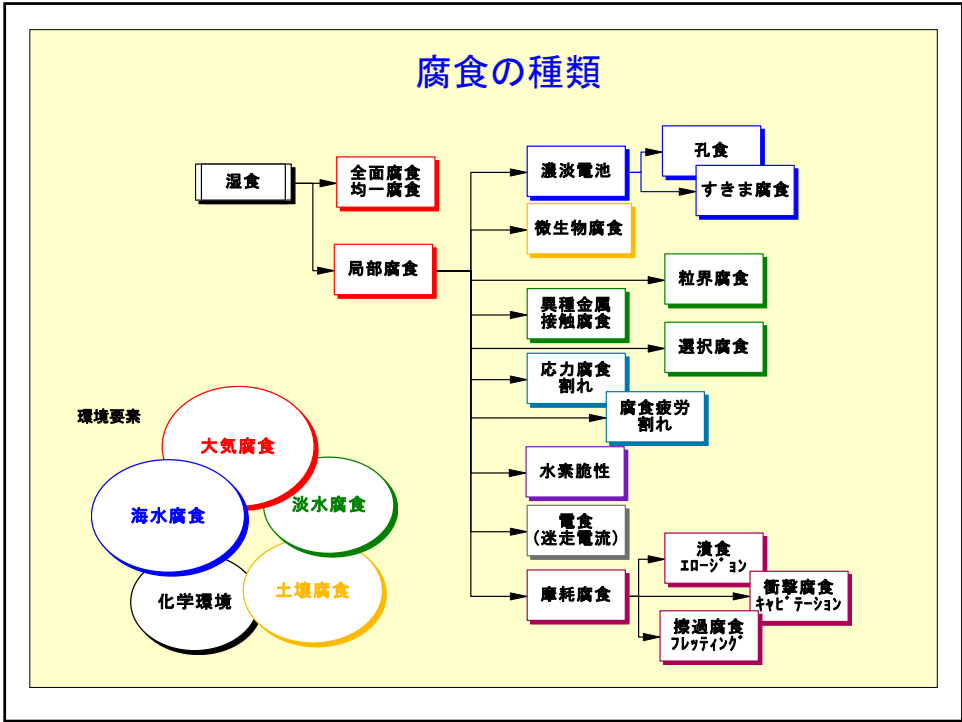 腐食の種類
湿食
全面腐食
均一腐食
局部腐食
濃淡電池
孔食
すきま腐食
微生物腐食
粒界腐食
異種金属
接触腐食
選択腐食
応力腐食
割れ
腐食疲労
割れ
水素脆性
電食
(迷走電流)
摩耗腐食
潰食
ｴﾛｰｼﾞｮﾝ
衝撃腐食
ｷｬﾋﾞﾃｰｼｮﾝ
擦過腐食
ﾌﾚｯﾃｨﾝｸﾞ
環境要素
大気腐食
海水腐食
淡水腐食
化学環境
土壌腐食